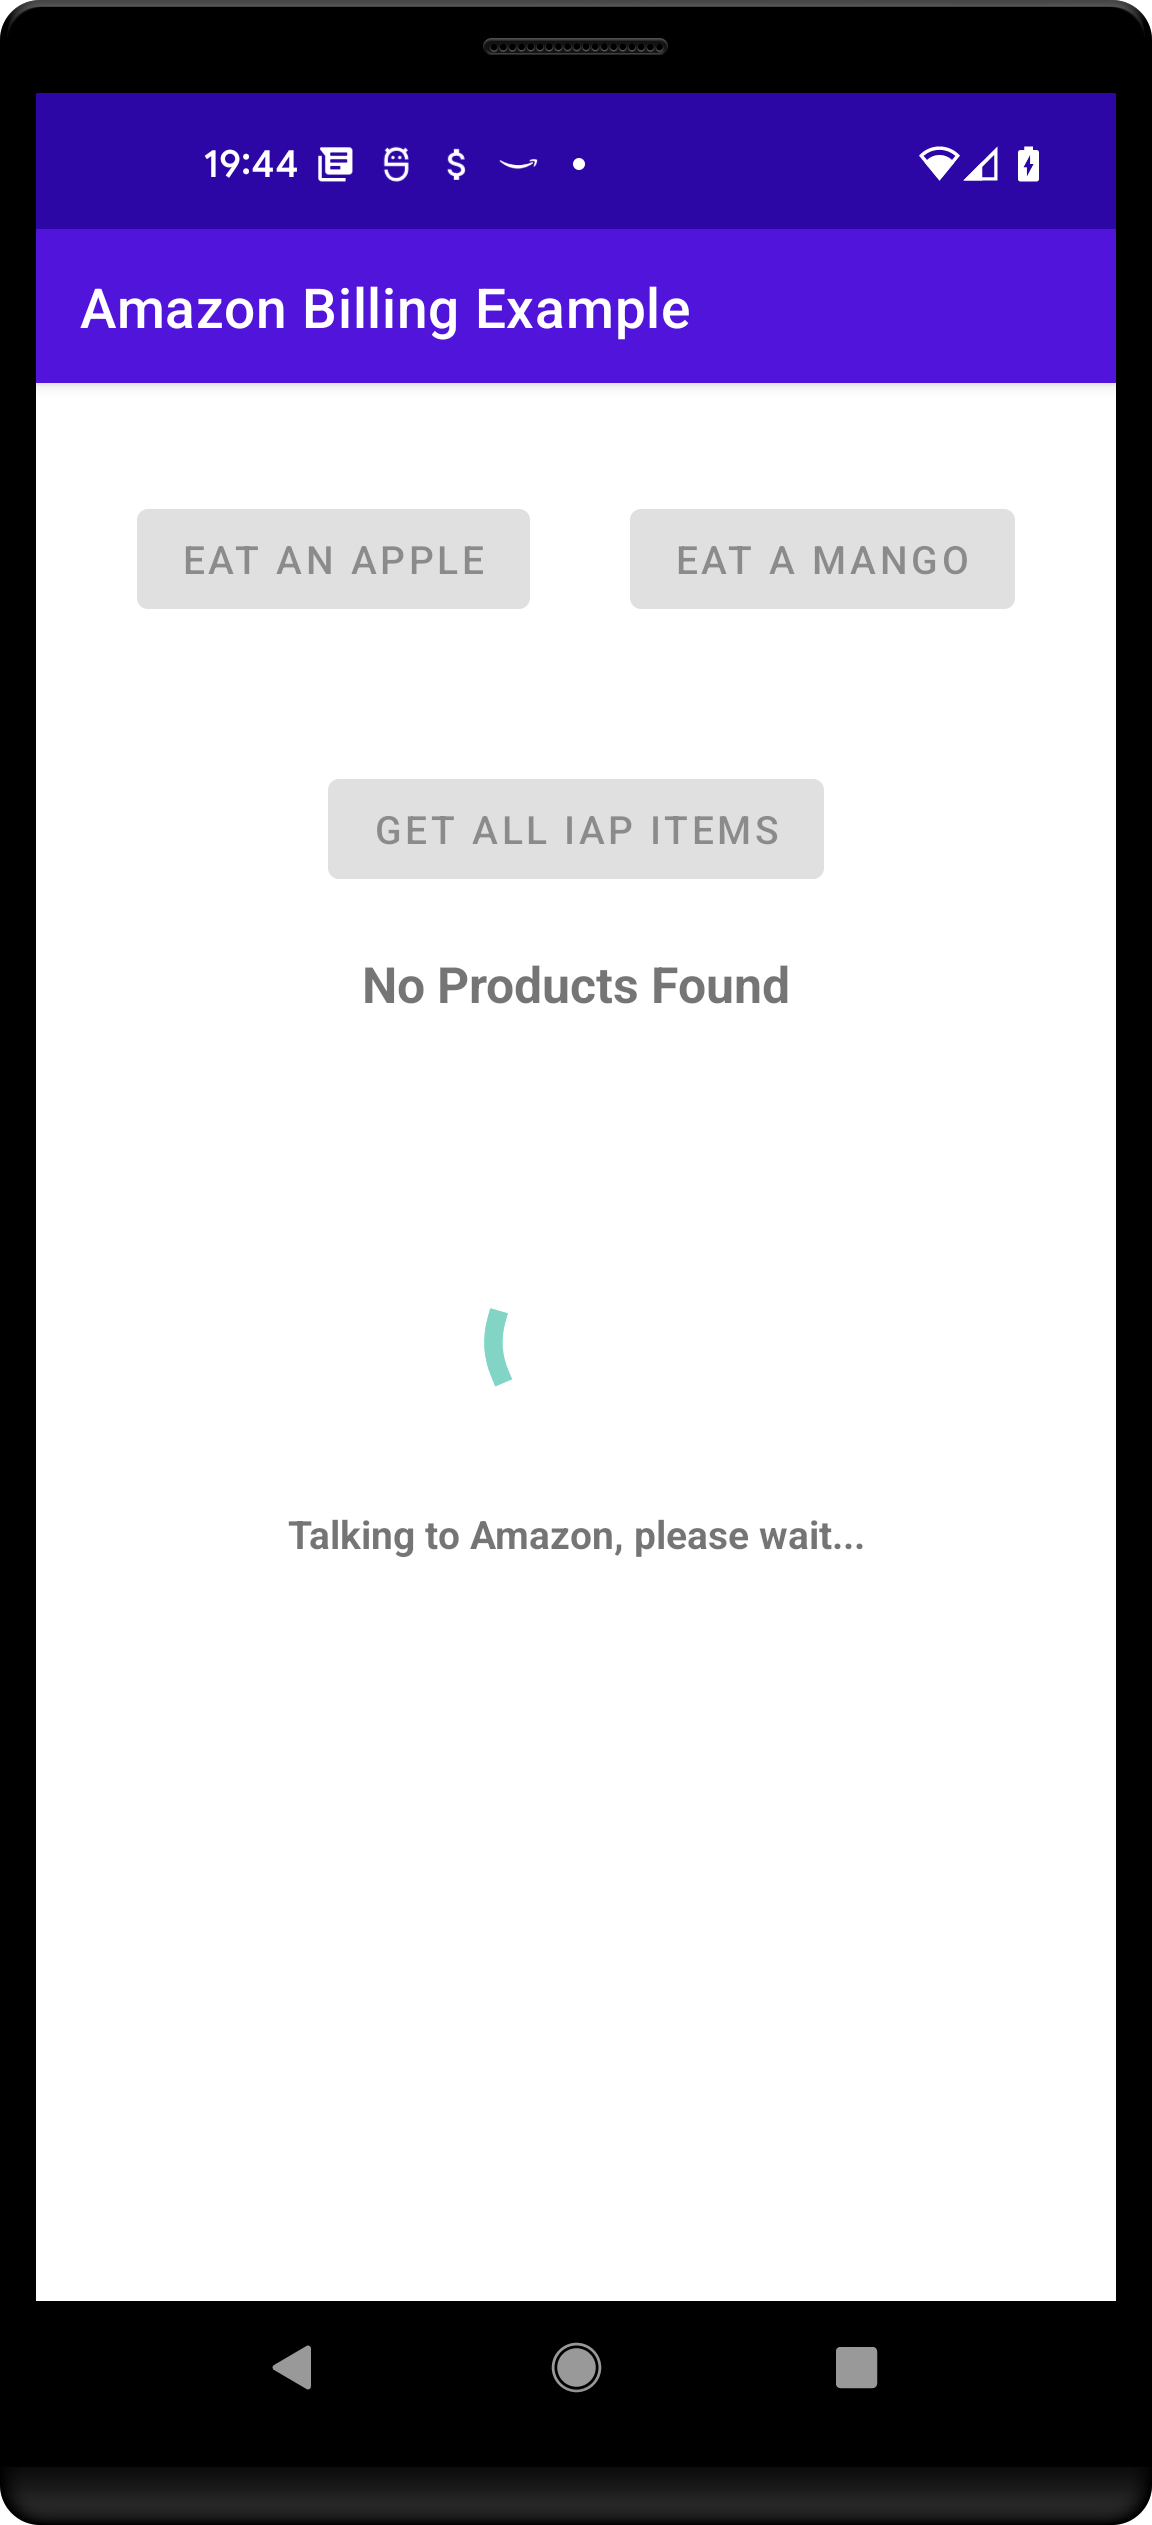 19:44
Amazon Billing Example
EAT AN APPLE
EAT A MANGO
GET ALL IAP ITEMS
No Products Found
Talking to Amazon, please wait...